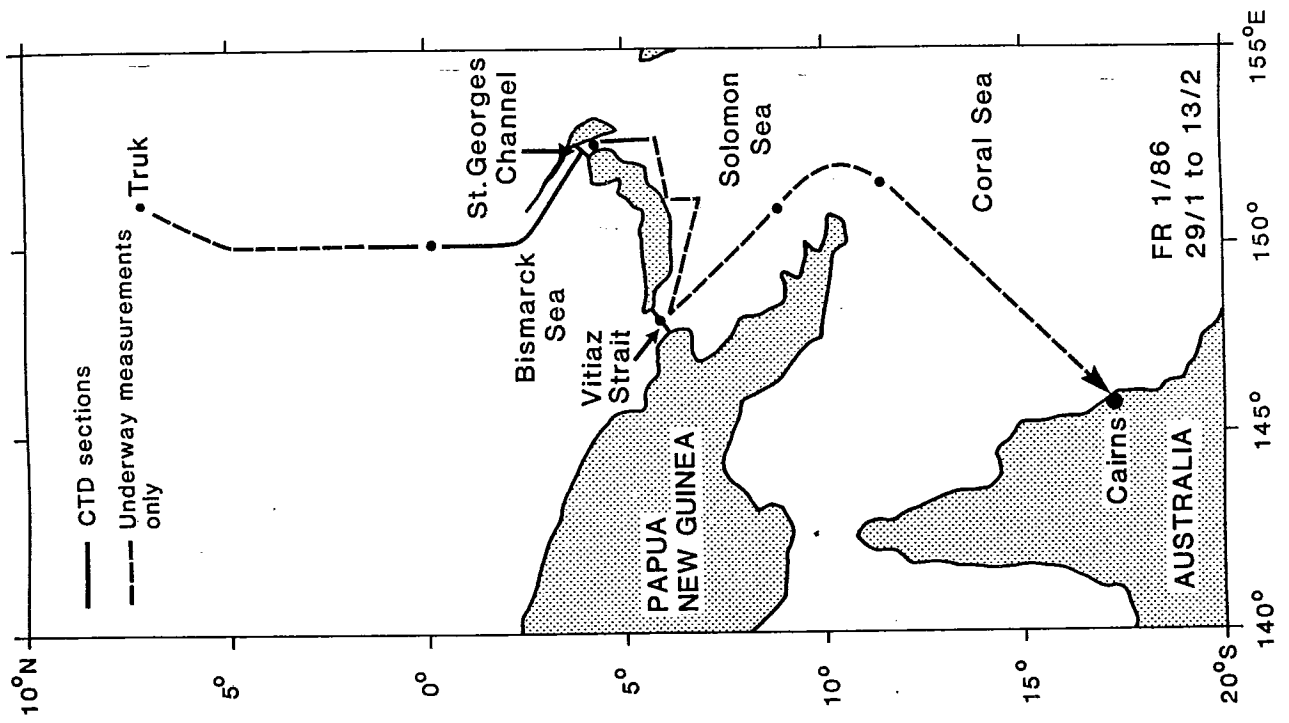 CTD sections
Underway measurements
only
Truk
St.Georges
Channel
Bismarck
Sea
Vitiaz
Strait
Solomon
Sea
Coral Sea
PAPUA
NEW GUINEA
Cairns
AUSTRALIA
FR 1/86
29/1 to 13/2
10°N
5°
0°
5°
10°
15°
20°S
140°
145°
150°
155°E